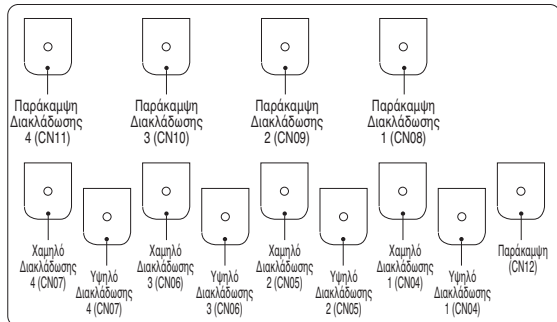 Παράκαμψη
Διακλάδωσης
4 (CN11)
Παράκαμψη
Διακλάδωσης
3 (CN10)
Παράκαμψη
Διακλάδωσης
2 (CN09)
Παράκαμψη
Διακλάδωσης
1 (CN08)
Χαμηλό
Διακλάδωσης
4 (CN07)
Υψηλό
Διακλάδωσης
4 (CN07)
Χαμηλό
Διακλάδωσης
3 (CN06)
Υψηλό
Διακλάδωσης
3 (CN06)
Χαμηλό
Διακλάδωσης
2 (CN05)
Υψηλό
Διακλάδωσης
2 (CN05)
Χαμηλό
Διακλάδωσης
1 (CN04)
Υψηλό
Διακλάδωσης
1 (CN04)
Παράκαμψη
(CN12)